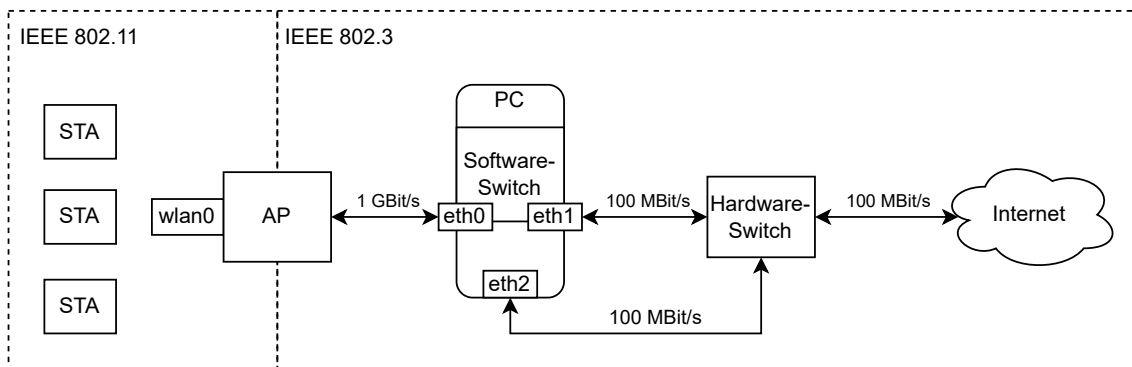 IEEE 802.11
IEEE 802.3
STA
STA
STA
wlan0
AP
1 GBit/s
PC
Software-
Switch
eth0
eth1
eth2
100 MBit/s
100 MBit/s
Hardware-
Switch
100 MBit/s
Internet